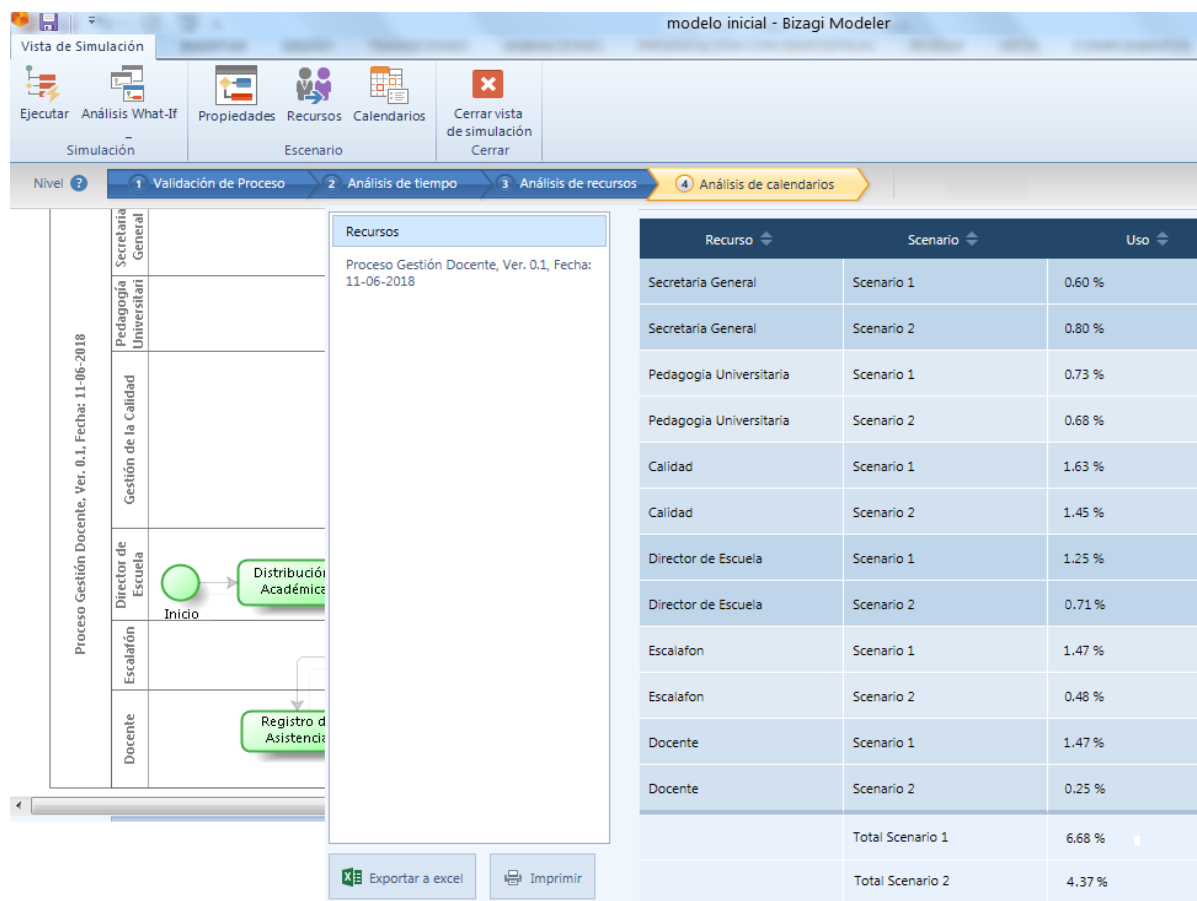 modelo inicial - Bizagi Modeler
Vista de Simulación
Ejecutar
Análisis What-If
Propiedades
Recursos
Calendarios
Cerrar vista
de simulación
Simulación
Escenario
Cerrar
Nivel ?
1 Validación de Proceso
2 Análisis de tiempo
3 Análisis de recursos
4 Análisis de calendarios
Proceso Gestión Docente, Ver. 0.1, Fecha: 11-06-2018
Secretaria
General
Pedagogía
Universitari
Gestión de la Calidad
Director de
Escuela
Escalafón
Docente
Inicio
Distribución
Académica
Registro d
Asistencia
Recursos
Proceso Gestión Docente, Ver. 0.1, Fecha:
11-06-2018
Exportar a excel
Imprimir
Recurso Scenario Uso
Secretaria General Scenario 1 0.60 %
Secretaria General Scenario 2 0.80 %
Pedagogia Universitaria Scenario 1 0.73 %
Pedagogia Universitaria Scenario 2 0.68 %
Calidad Scenario 1 1.63 %
Calidad Scenario 2 1.45 %
Director de Escuela Scenario 1 1.25 %
Director de Escuela Scenario 2 0.71 %
Escalafon Scenario 1 1.47 %
Escalafon Scenario 2 0.48 %
Docente Scenario 1 1.47 %
Docente Scenario 2 0.25 %
Total Scenario 1 6.68 %
Total Scenario 2 4.37 %